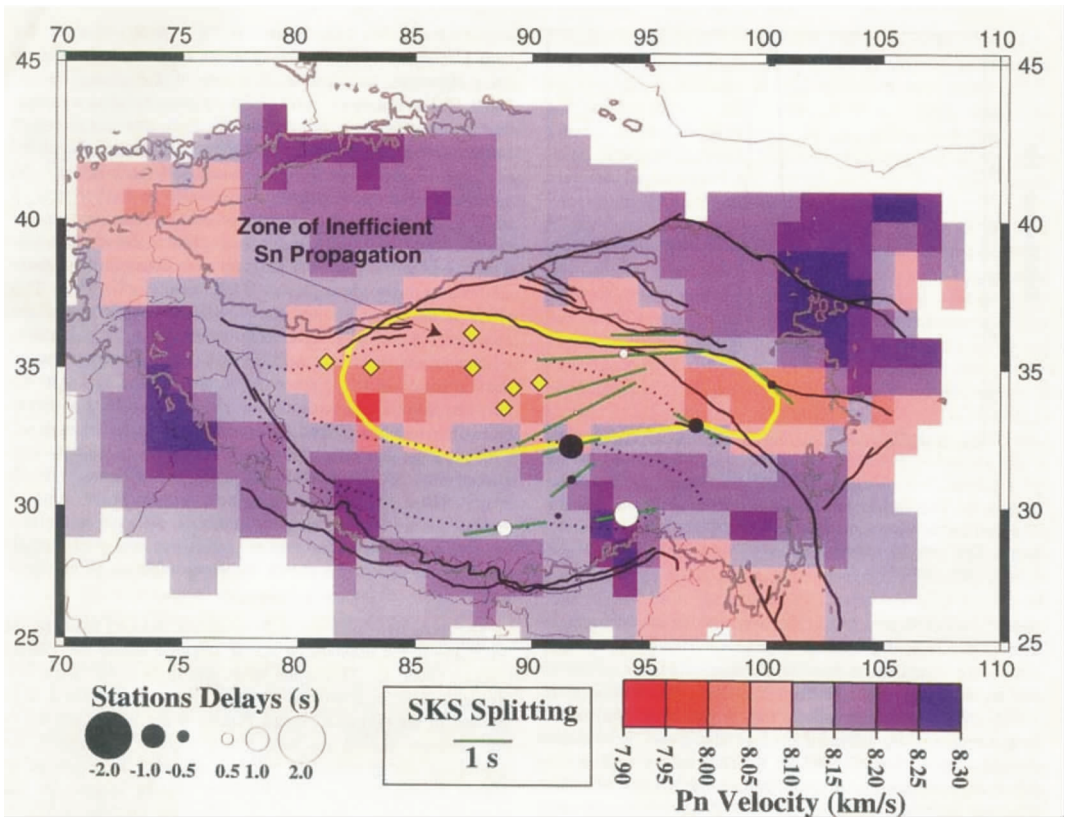 70 75 80 85 90 95 100 105 110
45 45
Zone of Inefficient
Sn Propagation
40 40
35 35
30 30
25 25
70 75 80 85 90 95 100 105 110
Stations Delays (s)
-2.0 -1.0 -0.5 0.5 1.0 2.0
SKS Splitting
1 s
7.90 7.95 8.00 8.05 8.10 8.15 8.20 8.25 8.30
Pn Velocity (km/s)